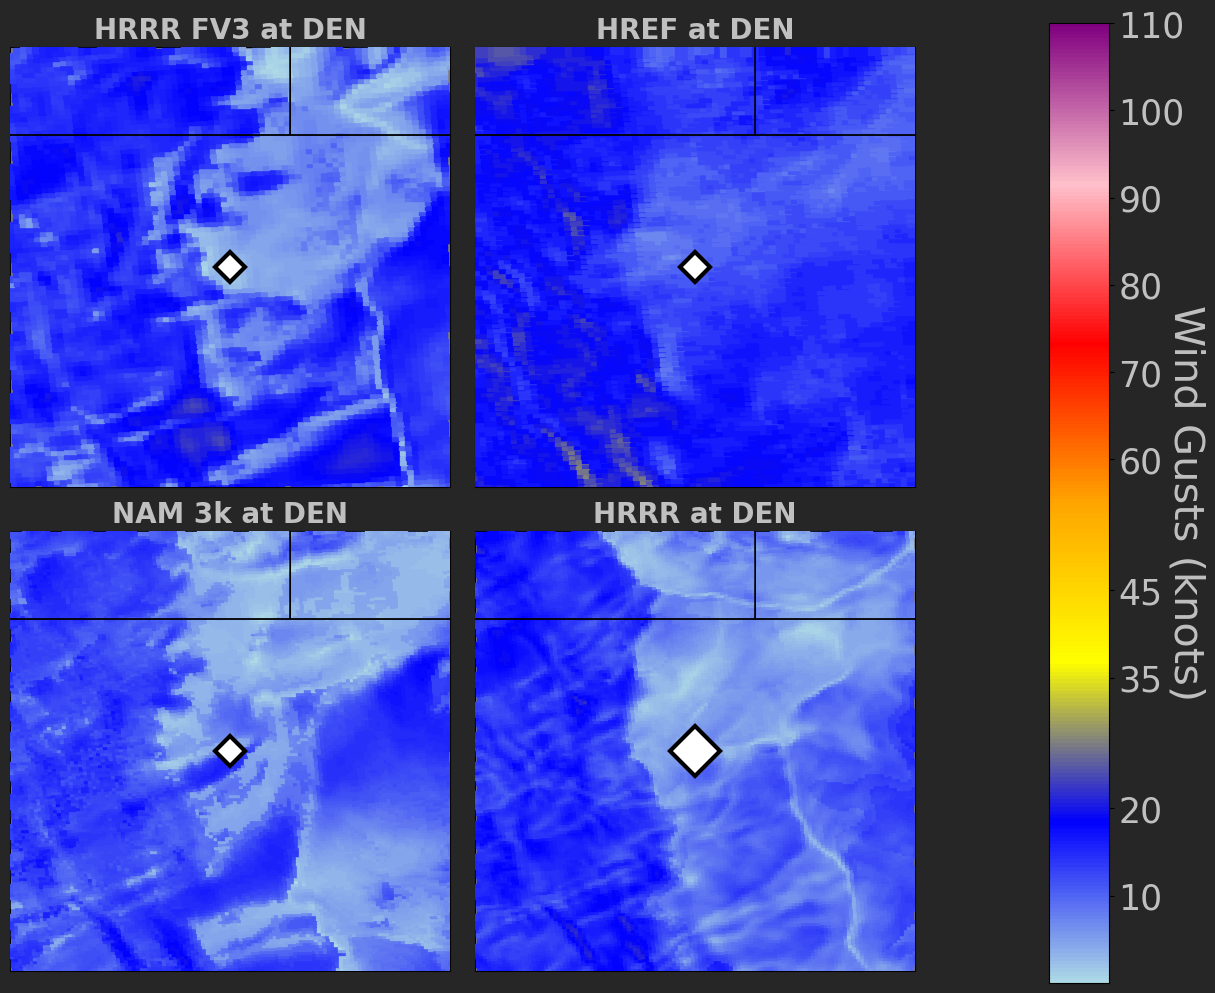 HRRR FV3 at DEN
HREF at DEN
NAM 3k at DEN
HRRR at DEN
110
100
90
80
70
60
45
35
20
10
Wind Gusts (knots)